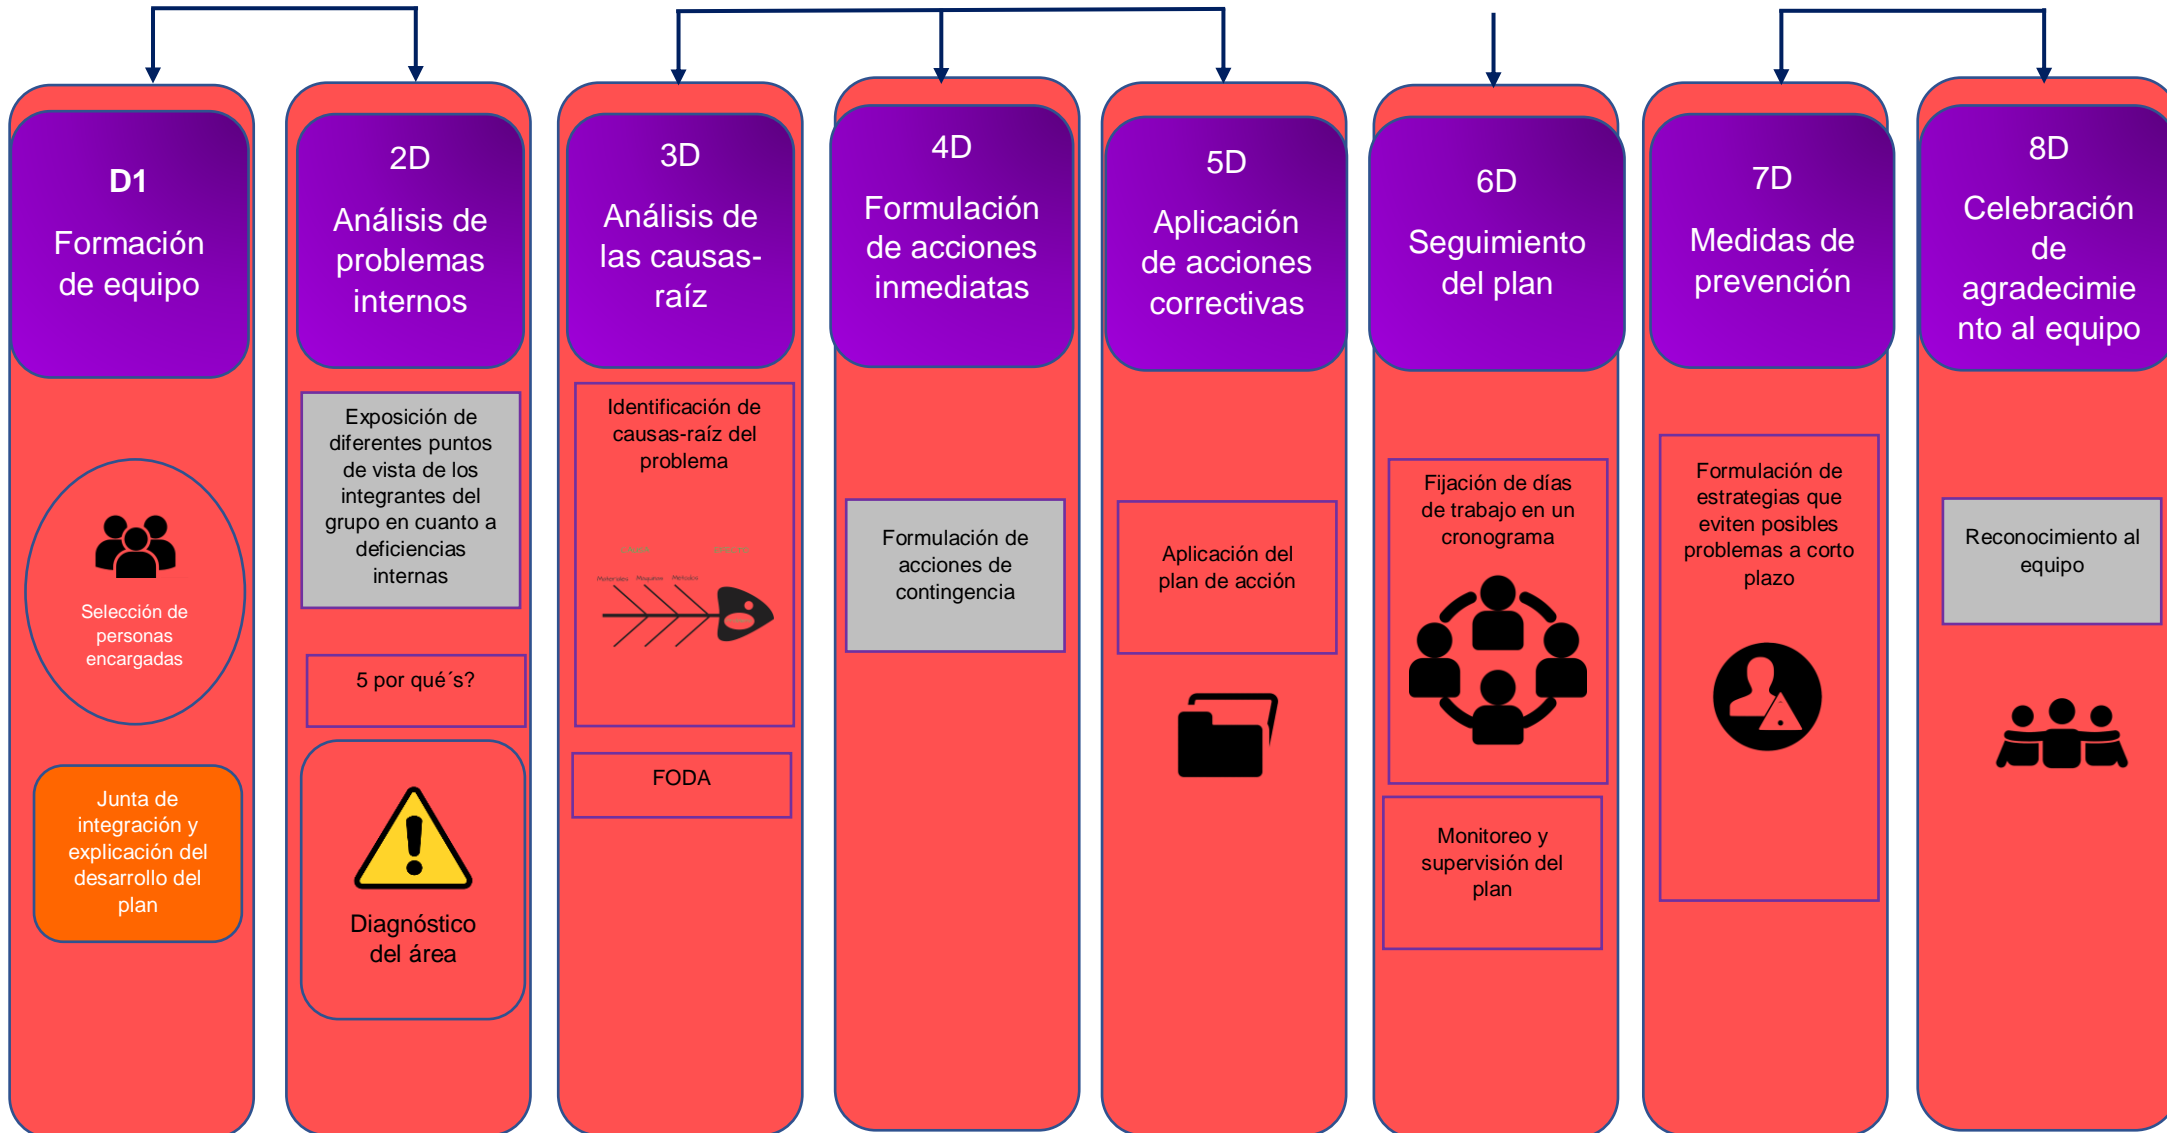 D1
Formación
de equipo
Selección de
personas
encargadas
Junta de
integración y
explicación del
desarrollo del
plan
2D
Análisis de
problemas
internos
Exposición de
diferentes puntos
de vista de los
integrantes del
grupo en cuanto a
deficiencias
internas
5 por qué´s?
Diagnóstico
del área
3D
Análisis de
las causas-
raíz
Identificación de
causas-raíz del
problema
Materiales Maquinas Métodos
FODA
4D
Formulación
de acciones
inmediatas
Formulación de
acciones de
contingencia
5D
Aplicación
de acciones
correctivas
Aplicación del
plan de acción
6D
Seguimiento
del plan
Fijación de días
de trabajo en un
cronograma
Monitoreo y
supervisión del
plan
7D
Medidas de
prevención
Formulación de
estrategias que
eviten posibles
problemas a corto
plazo
8D
Celebración
de
agradecimie
nto al equipo
Reconocimiento al
equipo